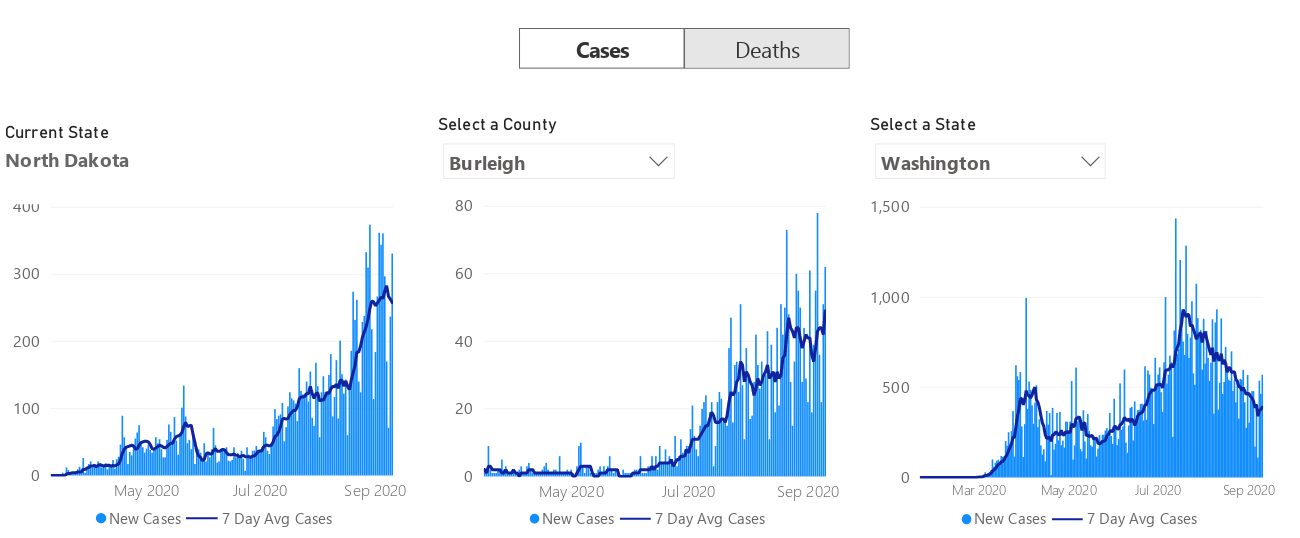 Cases Deaths
Current State
North Dakota
400
300
200
100
0
May 2020 Jul 2020 Sep 2020
New Cases 7 Day Avg Cases
Select a County
Burleigh
80
60
40
20
0
May 2020 Jul 2020 Sep 2020
New Cases 7 Day Avg Cases
Select a State
Washington
1,500
1,000
500
0
Mar 2020 May 2020 Jul 2020 Sep 2020
New Cases 7 Day Avg Cases